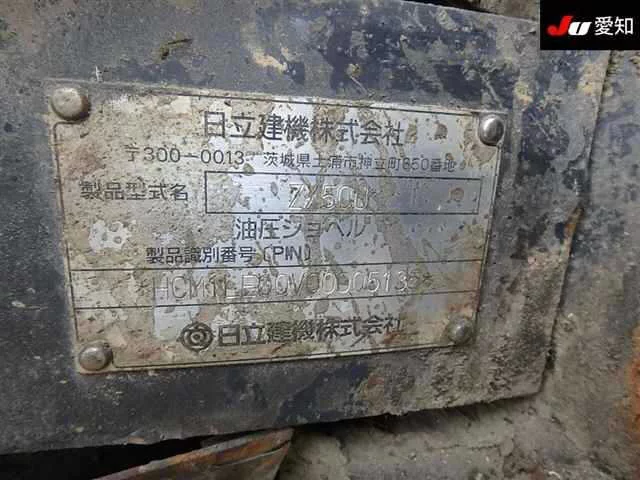 JU 愛知
日立建機株式会社
〒300-0013 茨城県土浦市神立町650番地
製品型式名 ZX50U
油圧ショベル
製品識別番号(PIN)
日立建機株式会社